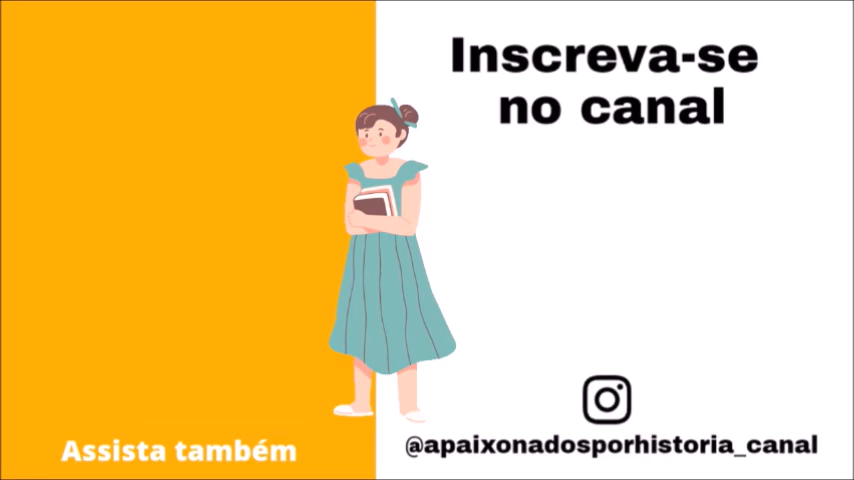 Inscreva-se
no canal
Assista também
@apaixonadosporhistoria_canal